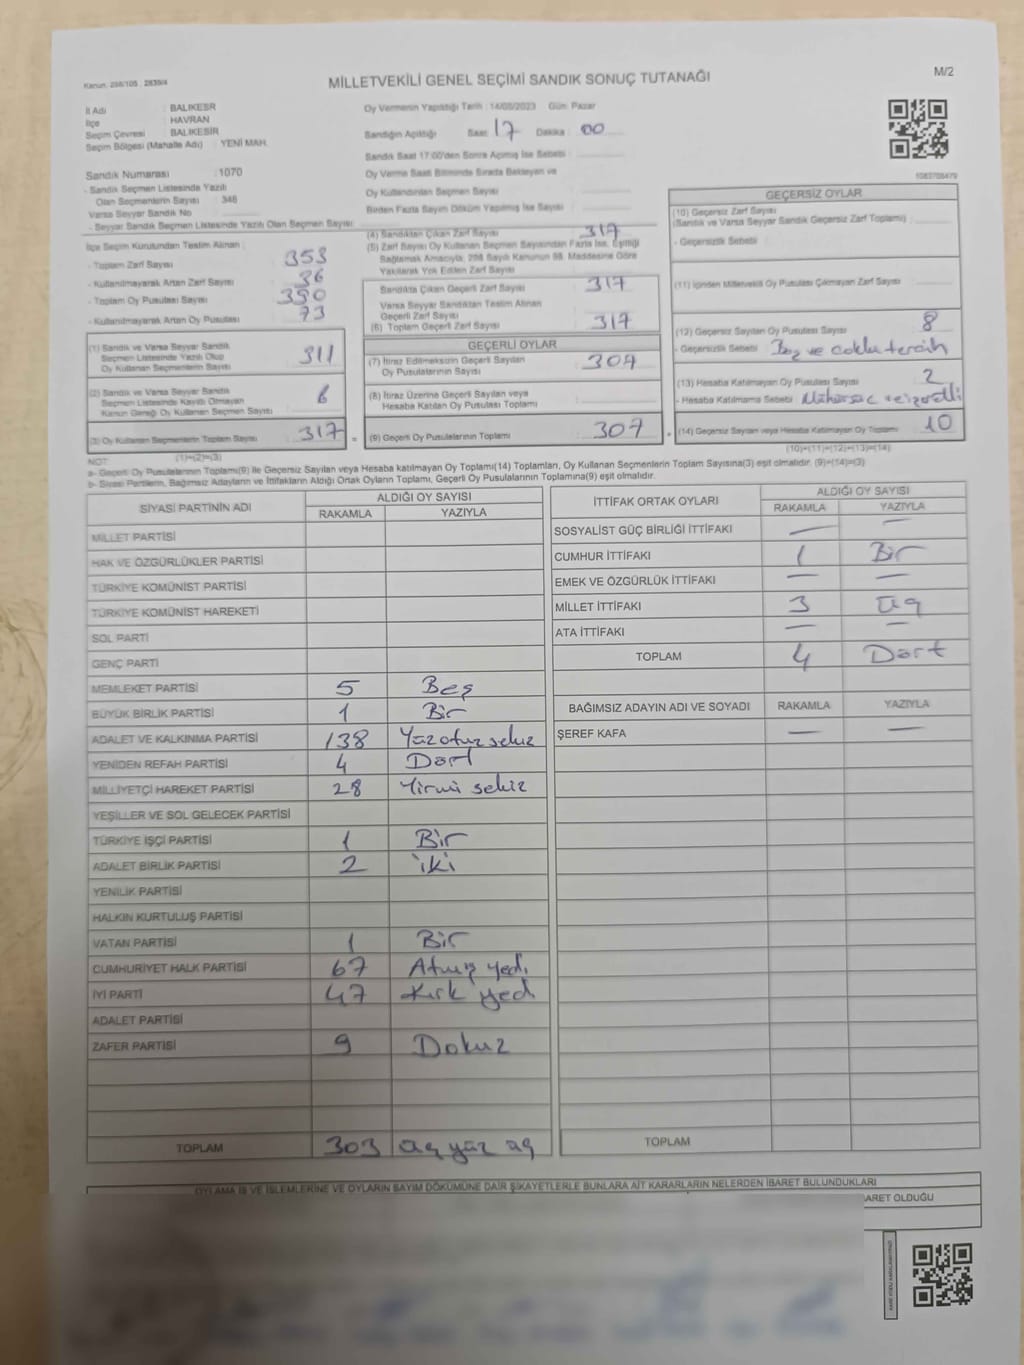 Kanun: 298/105 : 2839/4
M/2
MİLLETVEKİLİ GENEL SEÇİMİ SANDIK SONUÇ TUTANAĞI
İl Adı : BALIKESİR
İlçe : HAVRAN
Seçim Çevresi : BALIKESİR
Seçim Bölgesi (Mahalle Adı) : YENİ MAH.
Oy Vermenin Yapıldığı Tarih : 14/05/2023 Gün: Pazar
Sandığın Açıldığı Saat 17 Dakika : 00
Sandık Saat 17:00'den Sonra Açılmış İse Sebebi :
Oy Verme Saati Bitiminde Sırada Bekleyen ve
Oy Kullandırılan Seçmen Sayısı
Birden Fazla Sayım Döküm Yapılmış İse Sayısı
Sandık Numarası : 1070
- Sandık Seçmen Listesinde Yazılı
Olan Seçmenlerin Sayısı : 346
Varsa Seyyar Sandık No
- Seyyar Sandık Seçmen Listesinde Yazılı Olan Seçmen Sayısı
İlçe Seçim Kurulundan Teslim Alınan :
- Toplam Zarf Sayısı 353
- Kullanılmayarak Artan Zarf Sayısı 36
- Toplam Oy Pusulası Sayısı 390
- Kullanılmayarak Artan Oy Pusulası 73
(1) Sandık ve Varsa Seyyar Sandık
Seçmen Listesinde Yazılı Olup
Oy Kullanan Seçmenlerin Sayısı 311
(2) Sandık ve Varsa Seyyar Sandık
Seçmen Listesinde Kayıtlı Olmayan
Kanun Gereği Oy Kullanan Seçmen Sayısı 6
(3) Oy Kullanan Seçmenlerin Toplam Sayısı 317 =
(1)+(2)=(3)
(4) Sandıktan Çıkan Zarf Sayısı 317
(5) Zarf Sayısı Oy Kullanan Seçmen Sayısından Fazla İse, Eşitliği
Sağlamak Amacıyla, 298 Sayılı Kanunun 98. Maddesine Göre
Yakılarak Yok Edilen Zarf Sayısı
Sandıkta Çıkan Geçerli Zarf Sayısı 317
Varsa Seyyar Sandıktan Teslim Alınan
Geçerli Zarf Sayısı
(6) Toplam Geçerli Zarf Sayısı 317
GEÇERLİ OYLAR
(7) İtiraz Edilmeksizin Geçerli Sayılan
Oy Pusulalarının Sayısı 307
(8) İtiraz Üzerine Geçerli Sayılan veya
Hesaba Katılan Oy Pusulası Toplamı
(9) Geçerli Oy Pusulalarının Toplamı 307 +
GEÇERSİZ OYLAR
(10) Geçersiz Zarf Sayısı
(Sandık ve Varsa Seyyar Sandık Geçersiz Zarf Toplamı)
- Geçersizlik Sebebi :
(11) İçinden Milletvekili Oy Pusulası Çıkmayan Zarf Sayısı
(12) Geçersiz Sayılan Oy Pusulası Sayısı 8
- Geçersizlik Sebebi : Boş ve çoklu tercih
(13) Hesaba Katılmayan Oy Pusulası Sayısı 2
- Hesaba Katılmama Sebebi :
(14) Geçersiz Sayılan veya Hesaba Katılmayan Oy Toplamı 10
(10)+(11)+(12)+(13)=(14)
NOT:
a- Geçerli Oy Pusulalarının Toplamı(9) ile Geçersiz Sayılan veya Hesaba katılmayan Oy Toplamı(14) Toplamları, Oy Kullanan Seçmenlerin Toplam Sayısına(3) eşit olmalıdır. (9)+(14)=(3)
b- Siyasi Partilerin, Bağımsız Adayların ve İttifakların Aldığı Ortak Oyların Toplamı, Geçerli Oy Pusulalarının Toplamına(9) eşit olmalıdır.
SİYASİ PARTİNİN ADI ALDIĞI OY SAYISI
RAKAMLA YAZIYLA
MİLLET PARTİSİ
HAK VE ÖZGÜRLÜKLER PARTİSİ
TÜRKİYE KOMÜNİST PARTİSİ
TÜRKİYE KOMÜNİST HAREKETİ
SOL PARTİ
GENÇ PARTİ
MEMLEKET PARTİSİ 5 Beş
BÜYÜK BİRLİK PARTİSİ 1 Bir
ADALET VE KALKINMA PARTİSİ 138 Yüzotuz sekiz
YENİDEN REFAH PARTİSİ 4 Dört
MİLLİYETÇİ HAREKET PARTİSİ 28 Yirmi sekiz
YEŞİLLER VE SOL GELECEK PARTİSİ
TÜRKİYE İŞÇİ PARTİSİ 1 Bir
ADALET BİRLİK PARTİSİ 2 iki
YENİLİK PARTİSİ
HALKIN KURTULUŞ PARTİSİ
VATAN PARTİSİ 1 Bir
CUMHURİYET HALK PARTİSİ 67 Atmış yedi
İYİ PARTİ 47 Kırk yedi
ADALET PARTİSİ
ZAFER PARTİSİ 9 Dokuz
TOPLAM 303 üç yüz üç
İTTİFAK ORTAK OYLARI ALDIĞI OY SAYISI
RAKAMLA YAZIYLA
SOSYALİST GÜÇ BİRLİĞİ İTTİFAKI — —
CUMHUR İTTİFAKI 1 Bir
EMEK VE ÖZGÜRLÜK İTTİFAKI — —
MİLLET İTTİFAKI 3 üç
ATA İTTİFAKI — —
TOPLAM 4 Dört
BAĞIMSIZ ADAYIN ADI VE SOYADI RAKAMLA YAZIYLA
ŞEREF KAFA — —
TOPLAM
OYLAMA İŞ VE İŞLEMLERİNE VE OYLARIN SAYIM DÖKÜMÜNE DAİR ŞİKAYETLERLE BUNLARA AİT KARARLARIN NELERDEN İBARET BULUNDUKLARI
ARET OLDUĞU